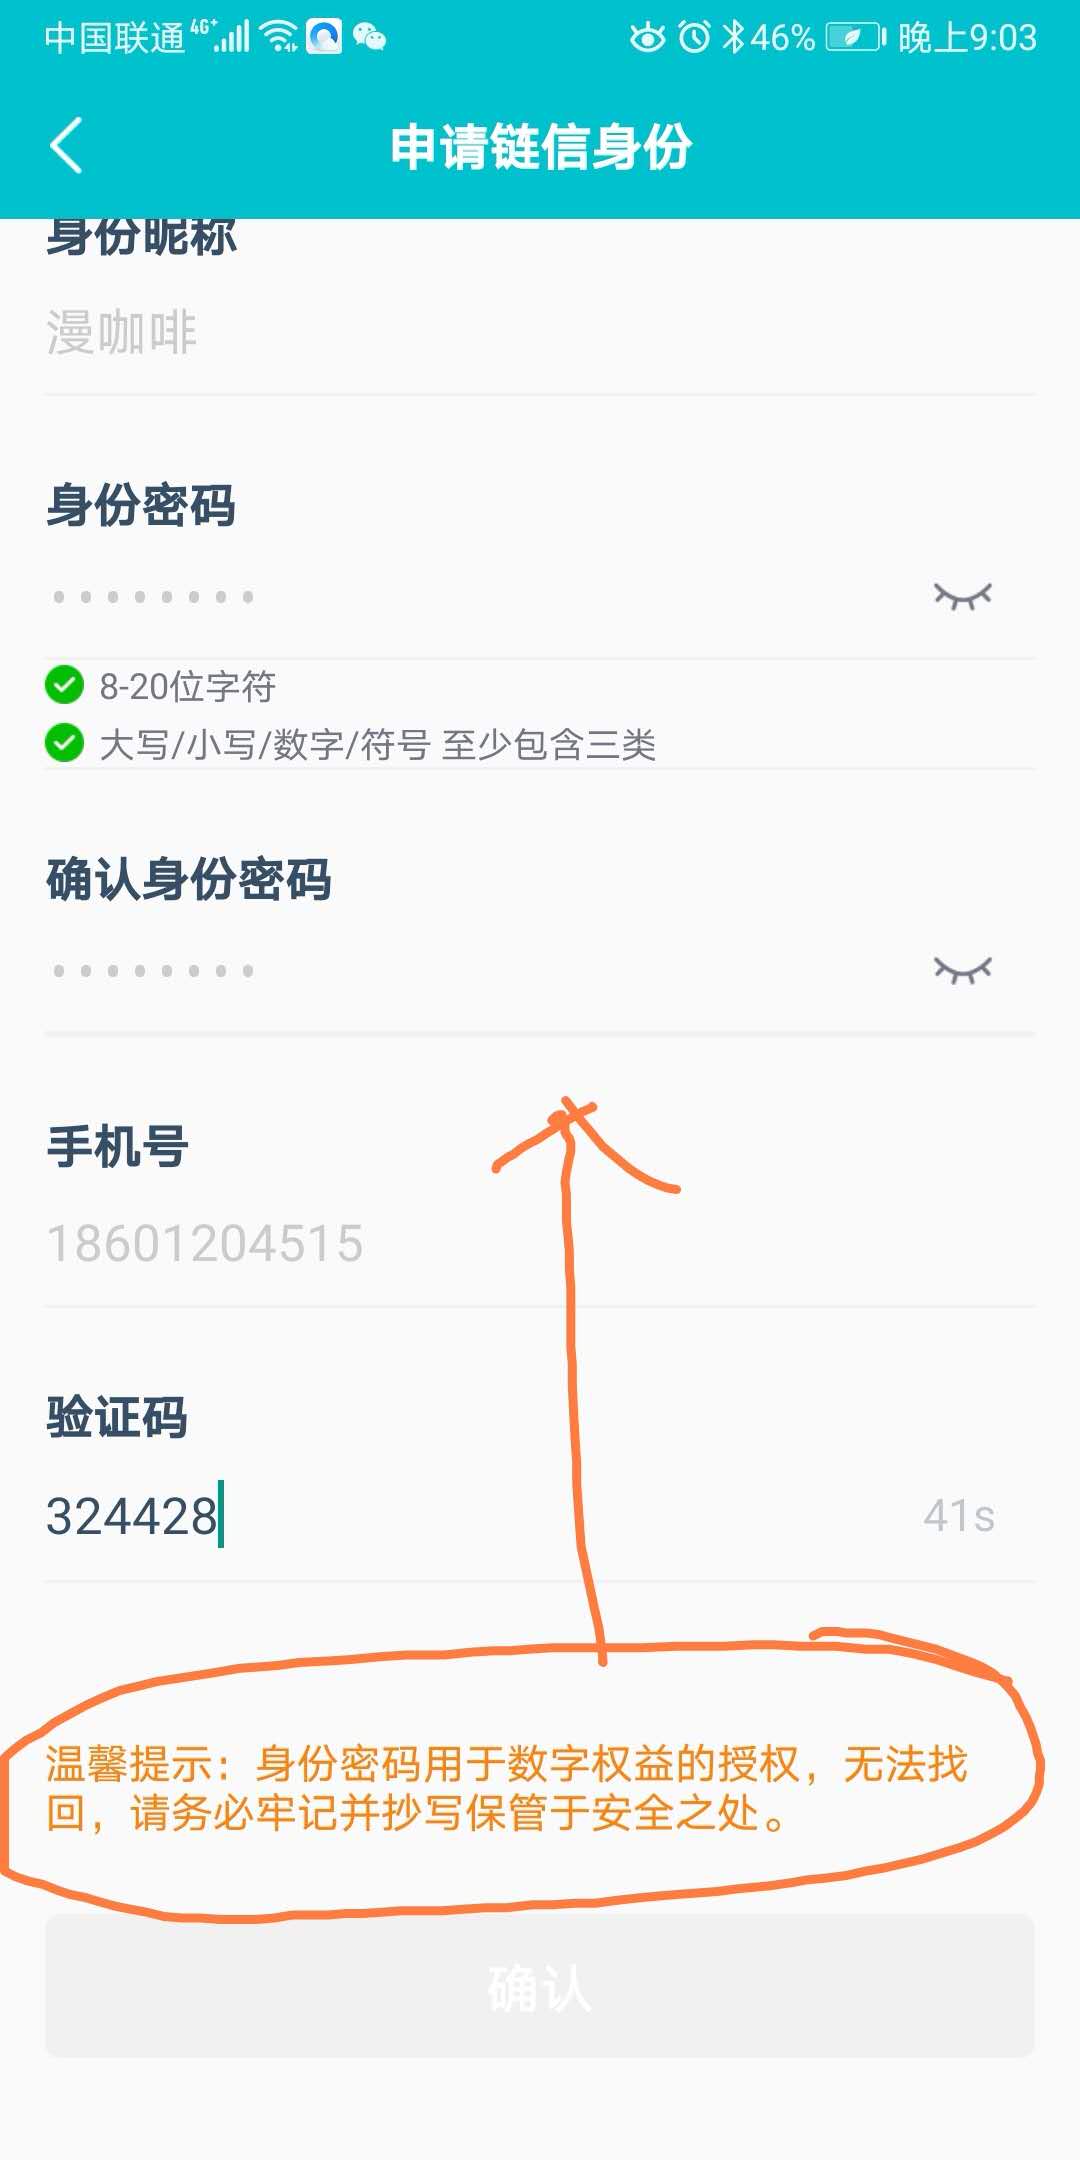 中国联通 4G+ 46% 晚上9:03
申请链信身份
身份昵称
漫咖啡
身份密码
••••••••
8-20位字符
大写/小写/数字/符号 至少包含三类
确认身份密码
••••••••
手机号
18601204515
验证码
324428 41s
温馨提示：身份密码用于数字权益的授权，无法找
回，请务必牢记并抄写保管于安全之处。
确认